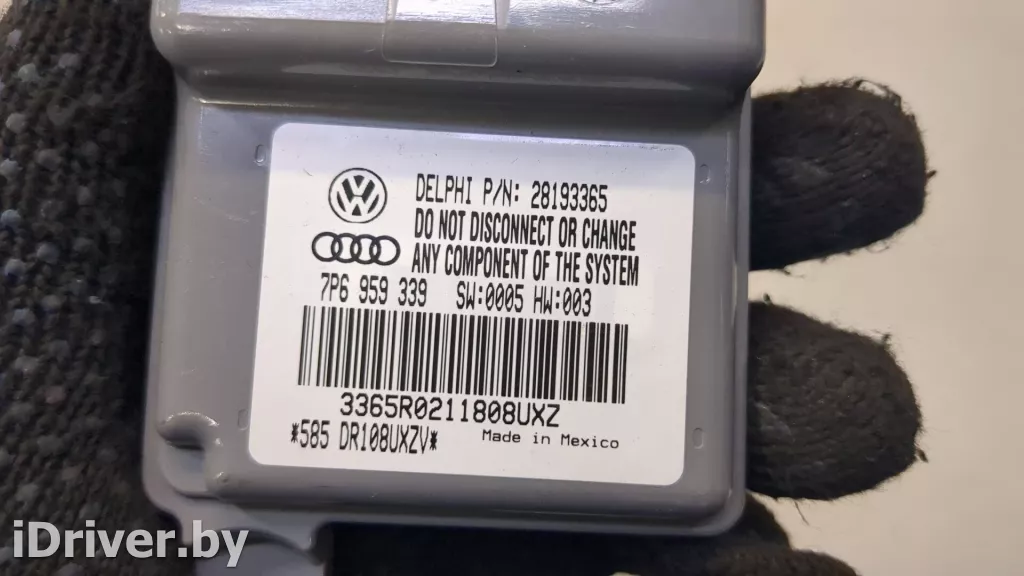 DELPHI P/N: 28193365
DO NOT DISCONNECT OR CHANGE
ANY COMPONENT OF THE SYSTEM
7P6 959 339 SW:0005 HW:003
3365R0211808UXZ
*585 DR108UXZV*
Made in Mexico
iDriver.by